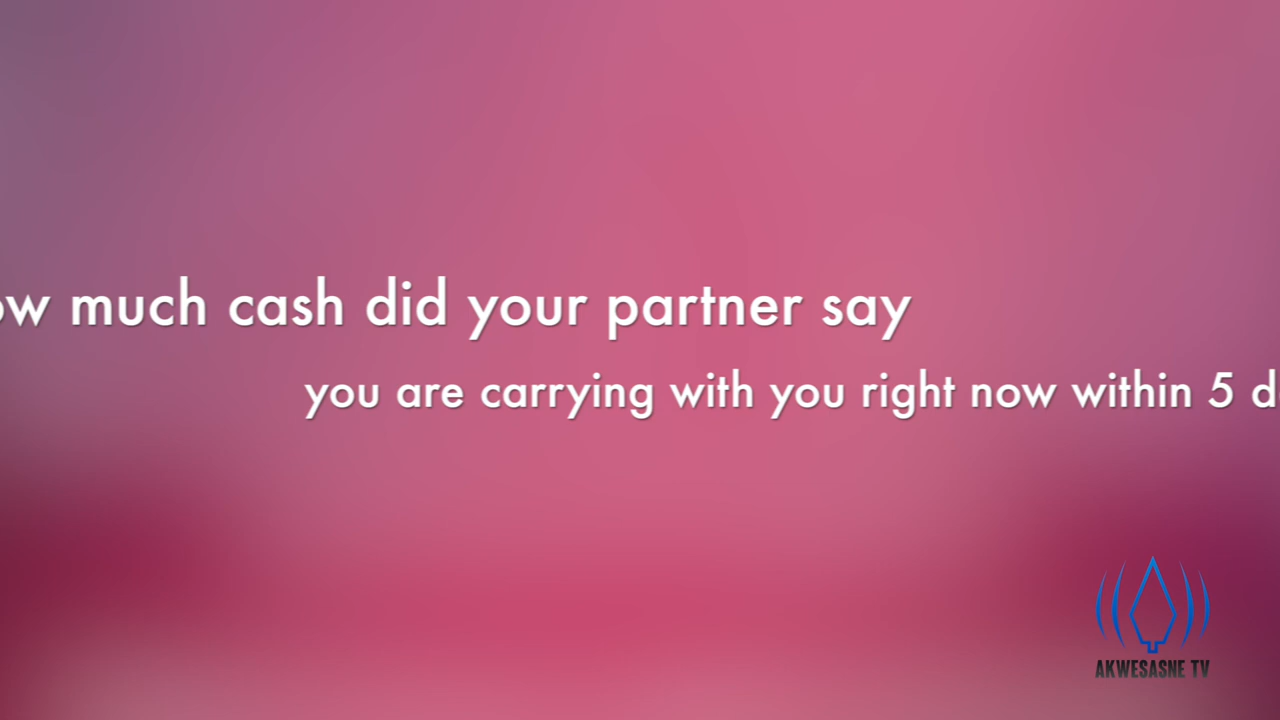 ow much cash did your partner say
you are carrying with you right now within 5 d
AKWESASNE TV